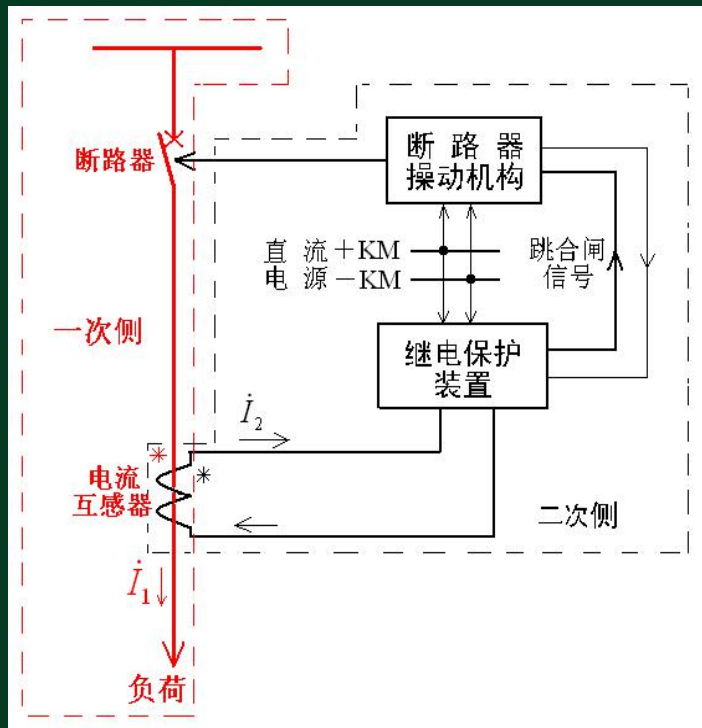 断路器
断 路 器
操动机构
直 流＋KM
电 源－KM
跳合闸
信号
一次侧
继电保护
装置
İ2
电流
互感器
二次侧
İ1
负荷